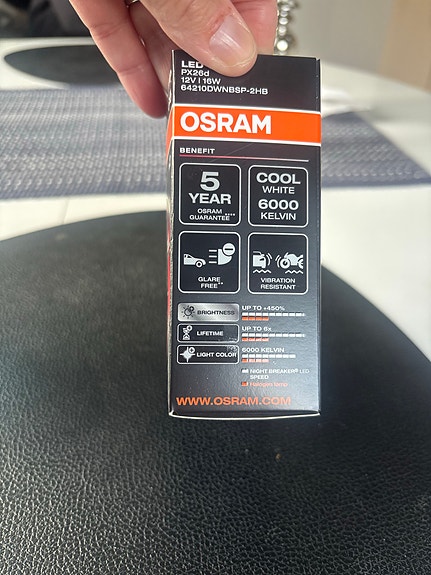 LED
PX26d
12V | 16W
64210DWNBSP-2HB
OSRAM
BENEFIT
5
YEAR
OSRAM
GUARANTEE****
COOL
WHITE
6000
KELVIN
GLARE
FREE**
VIBRATION
RESISTANT
BRIGHTNESS UP TO +450%
LIFETIME UP TO 6x
LIGHT COLOR 6000 KELVIN
NIGHT BREAKER® LED
SPEED
Halogen lamp
WWW.OSRAM.COM